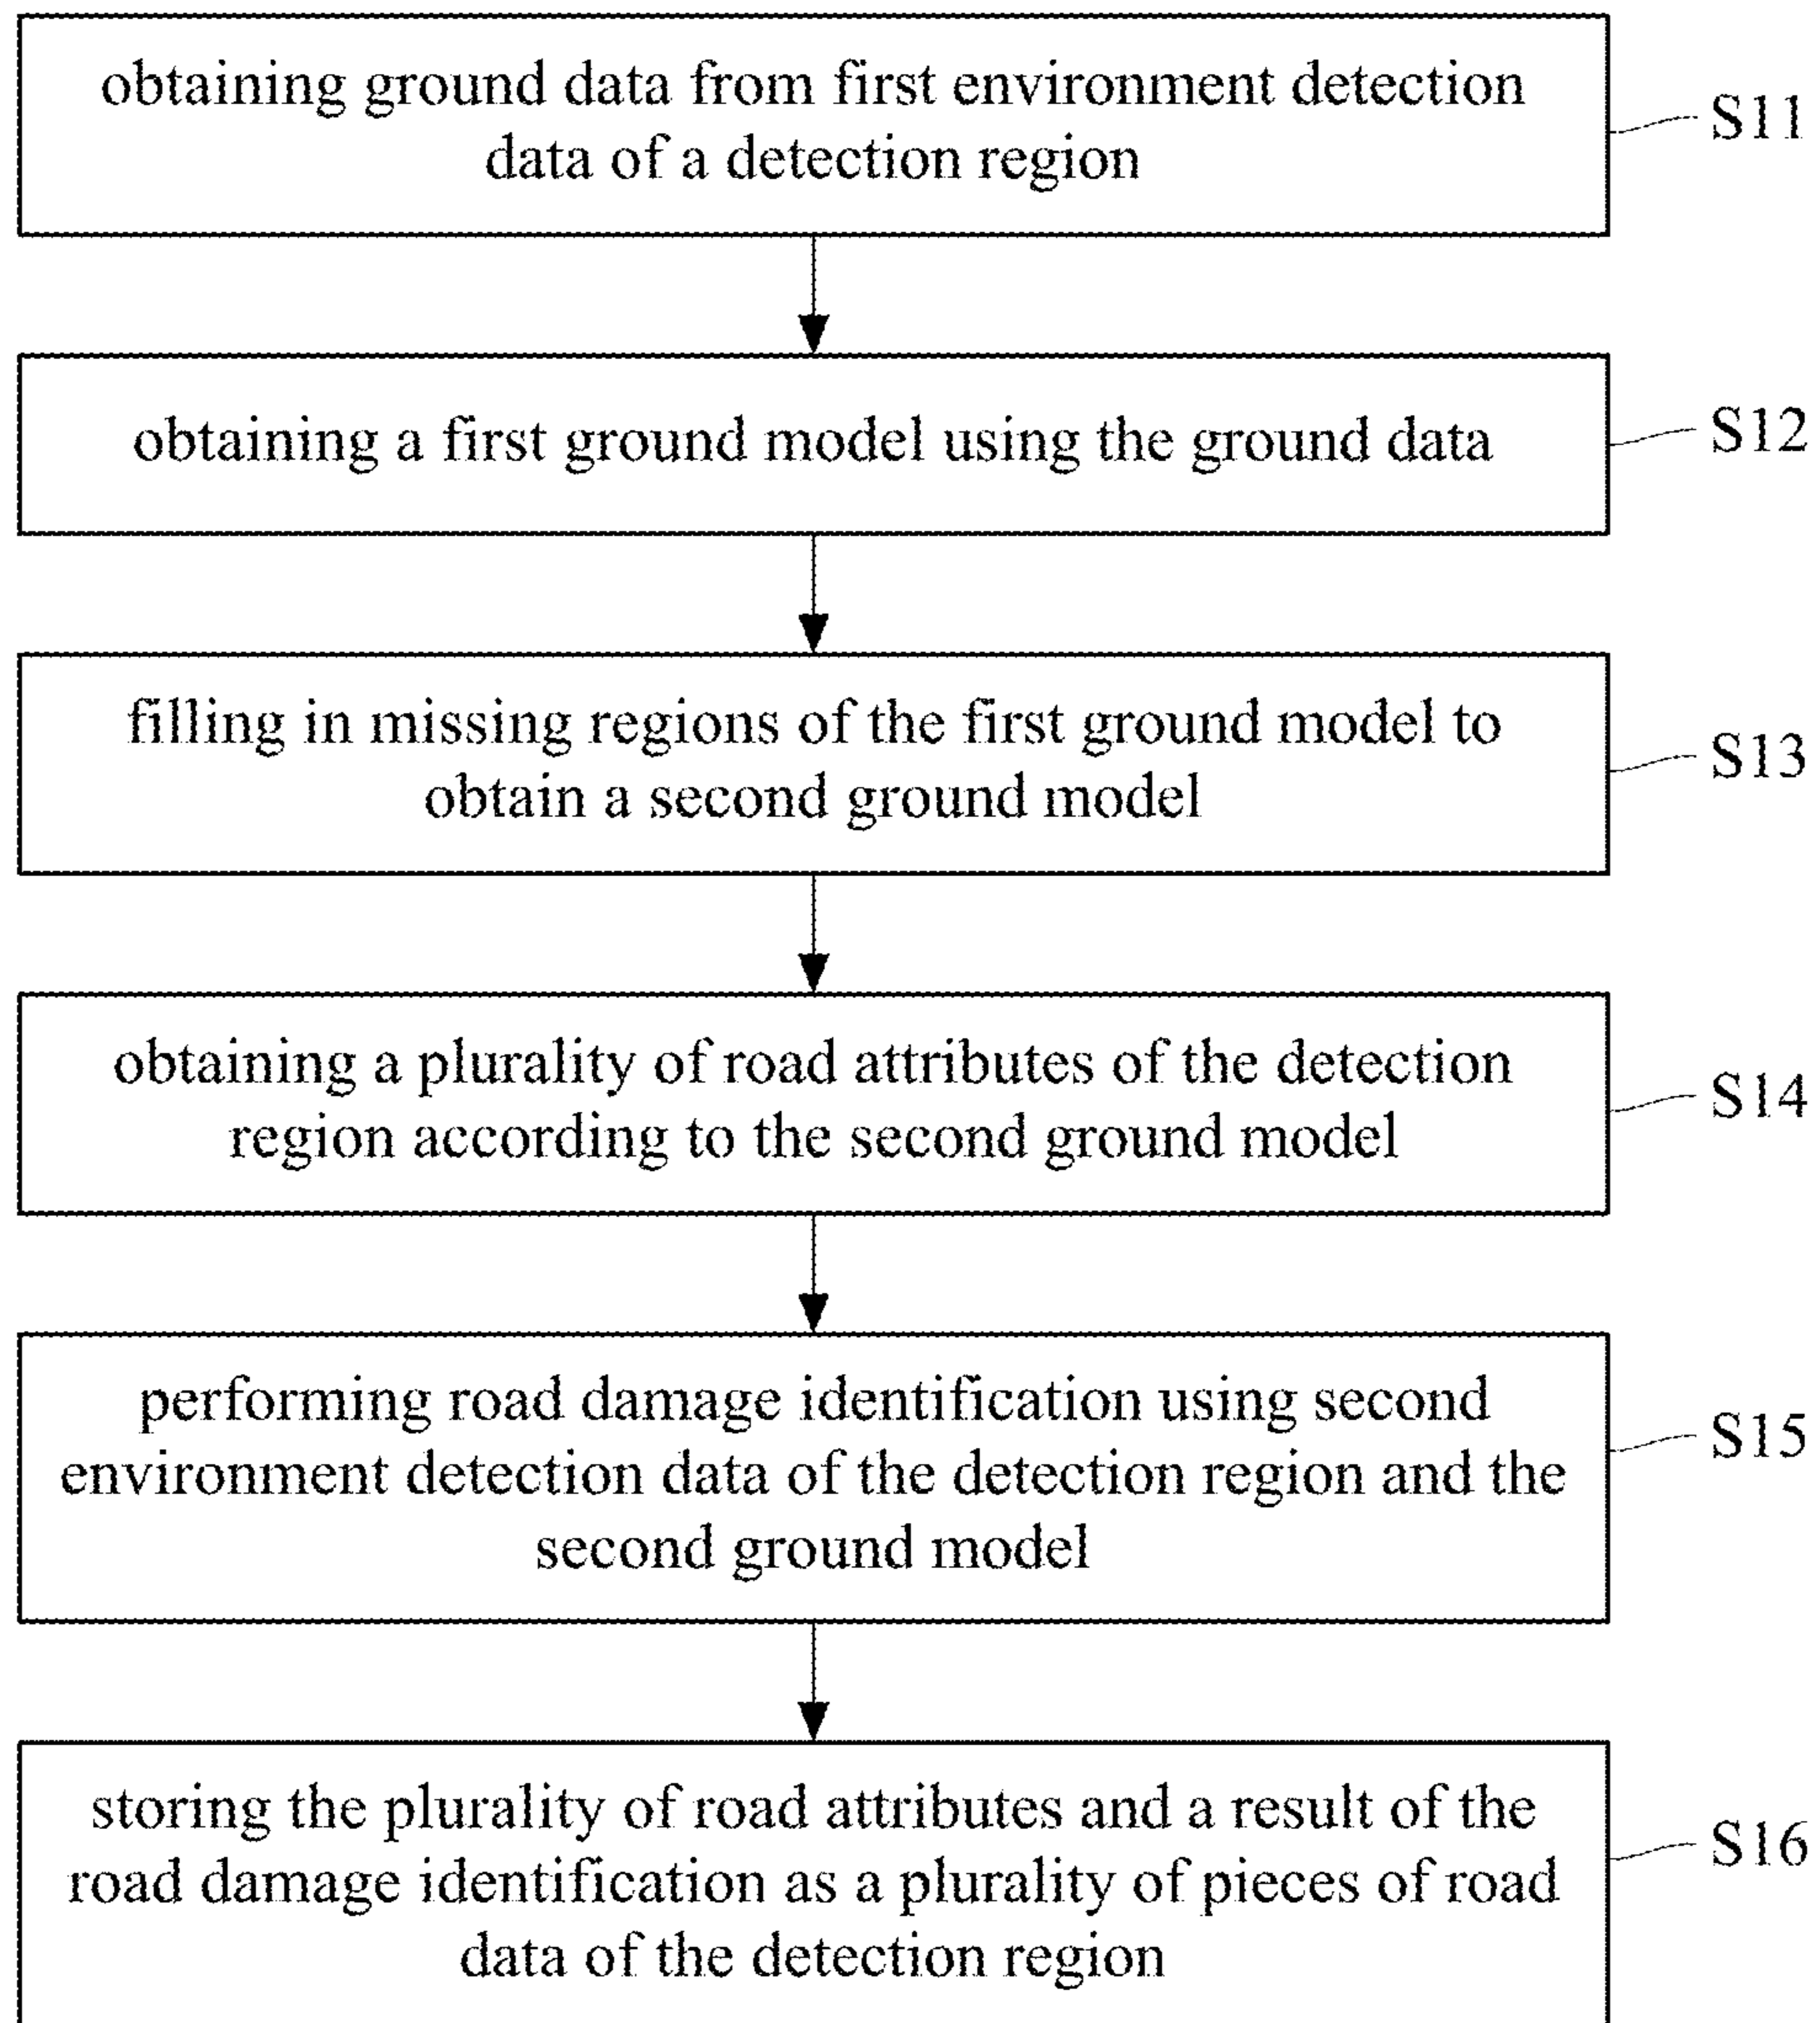 obtaining ground data from first environment detection
data of a detection region
S11
obtaining a first ground model using the ground data
S12
filling in missing regions of the first ground model to
obtain a second ground model
S13
obtaining a plurality of road attributes of the detection
region according to the second ground model
S14
performing road damage identification using second
environment detection data of the detection region and the
second ground model
S15
storing the plurality of road attributes and a result of the
road damage identification as a plurality of pieces of road
data of the detection region
S16